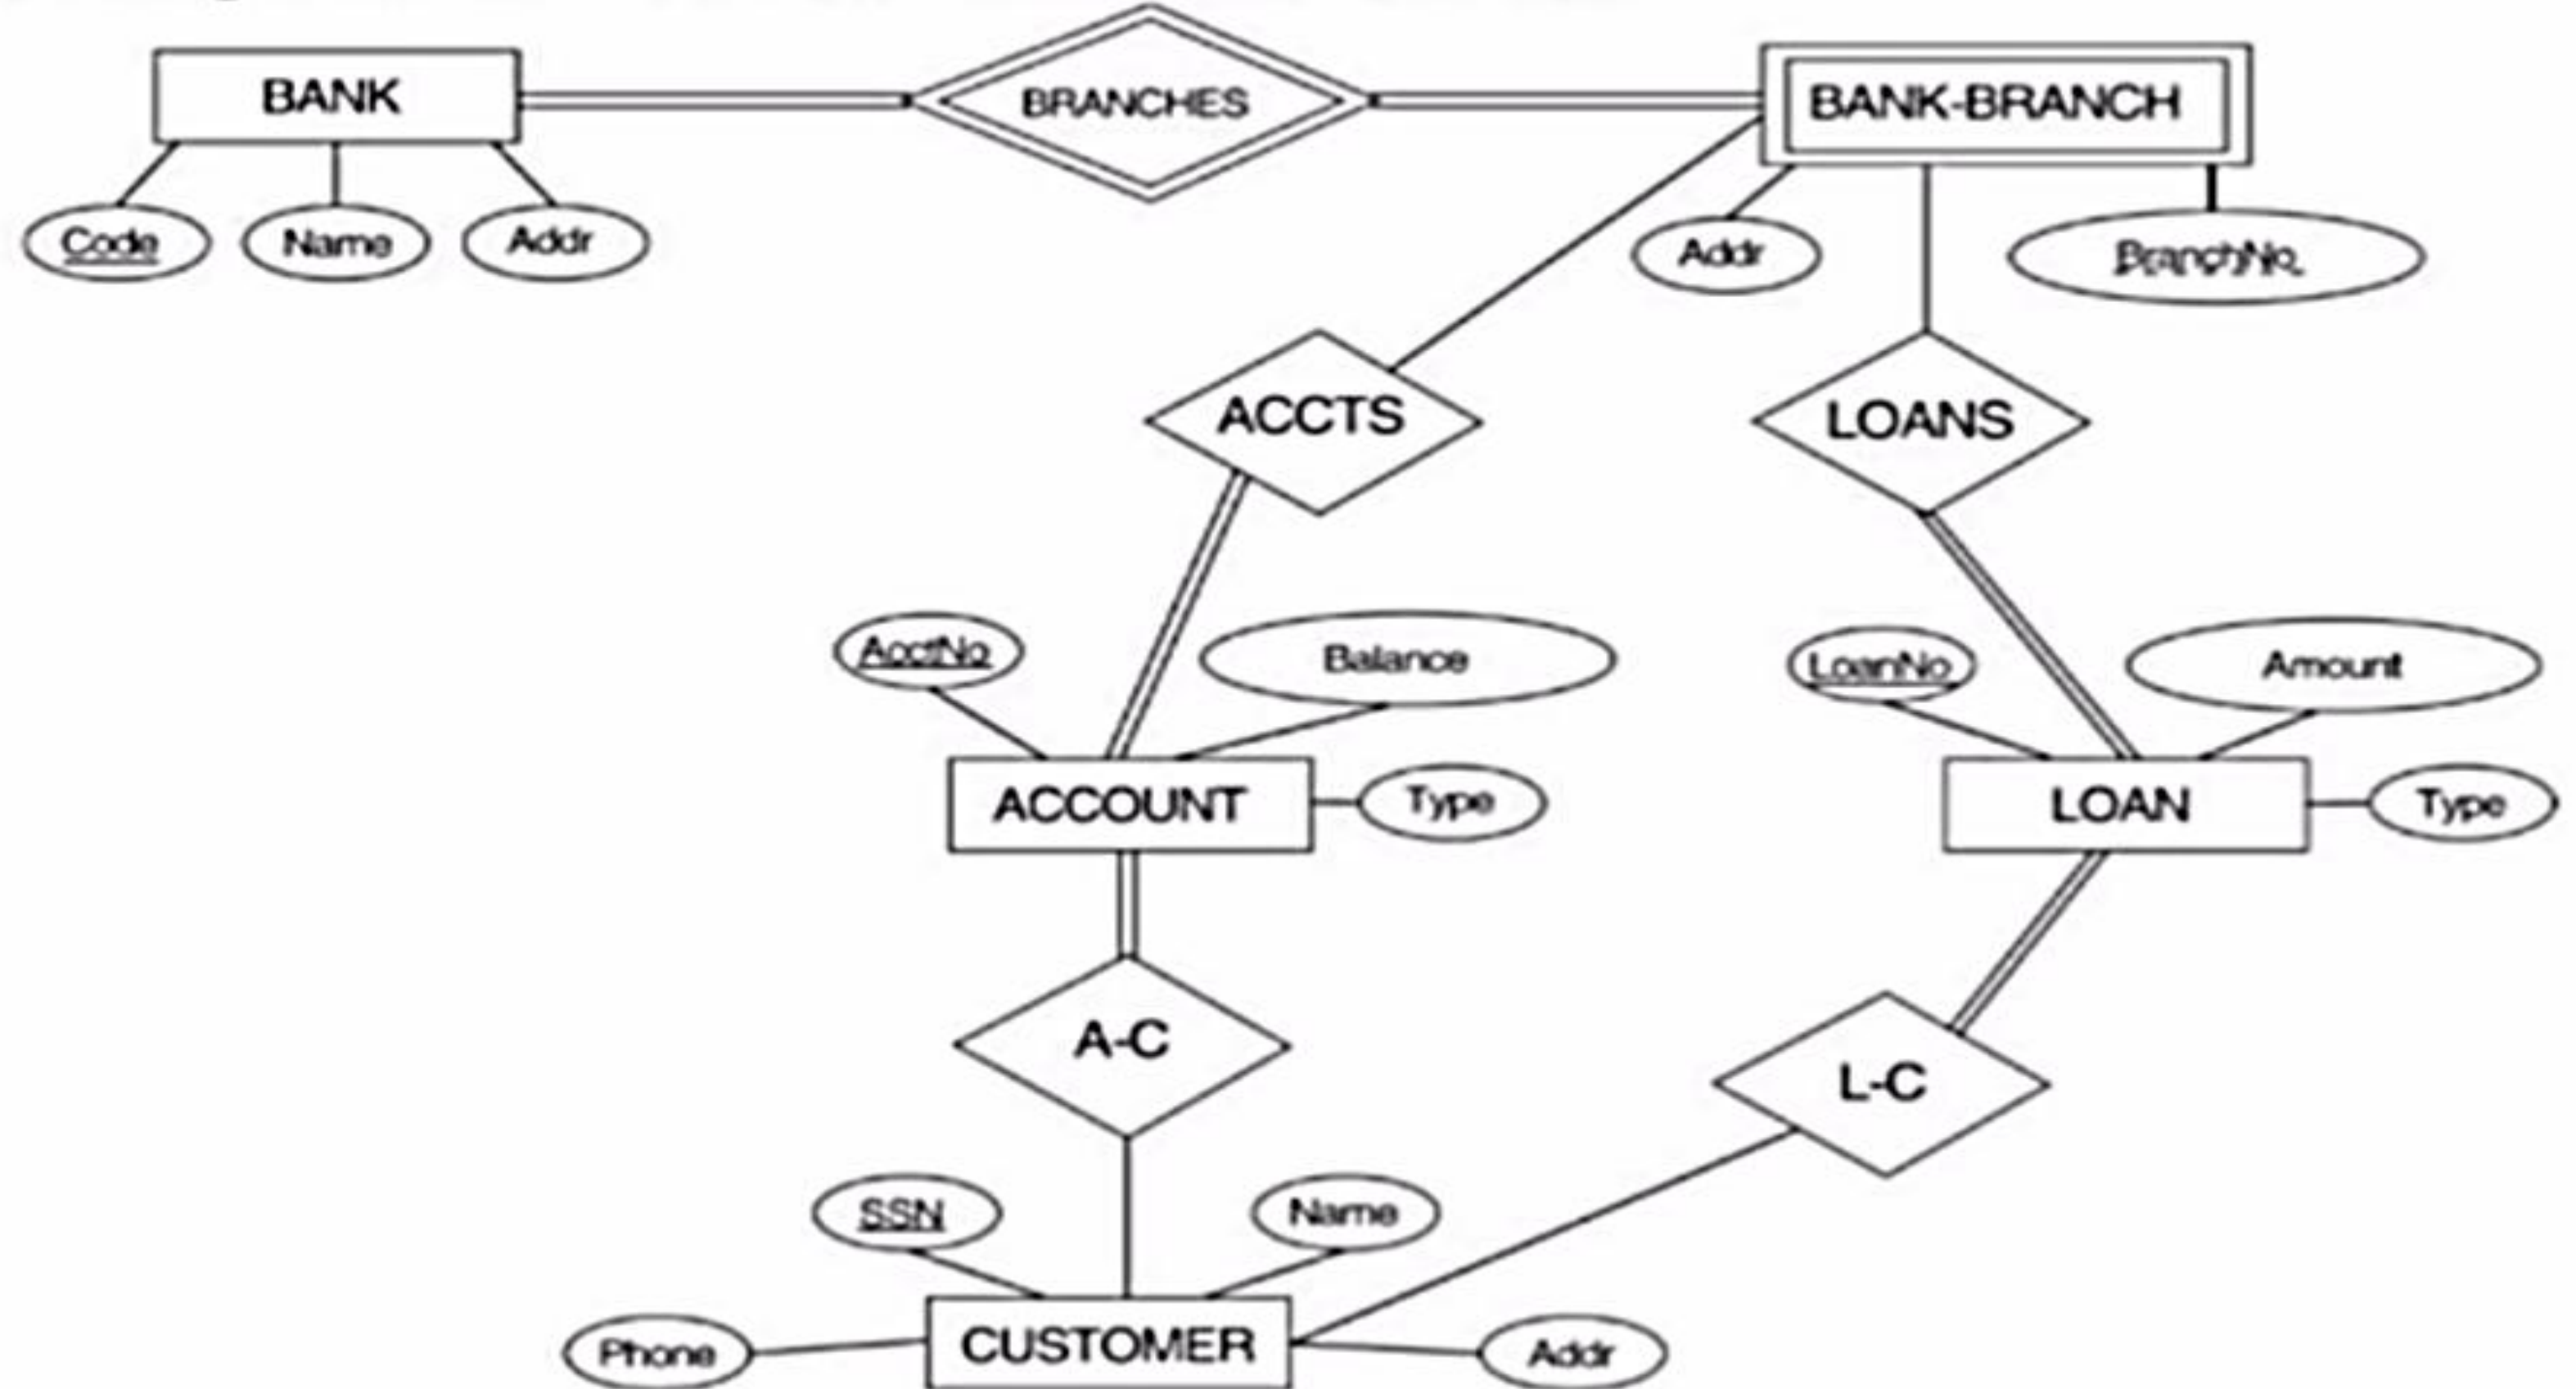 BRANCHES
BANK
BANK-BRANCH
Code
Name
Addr
Addr
BranchNo.
ACCTS
LOANS
AcctNo
Balance
LoanNo
Amount
ACCOUNT
Type
LOAN
Type
A-C
L-C
SSN
Name
Phone
CUSTOMER
Addr